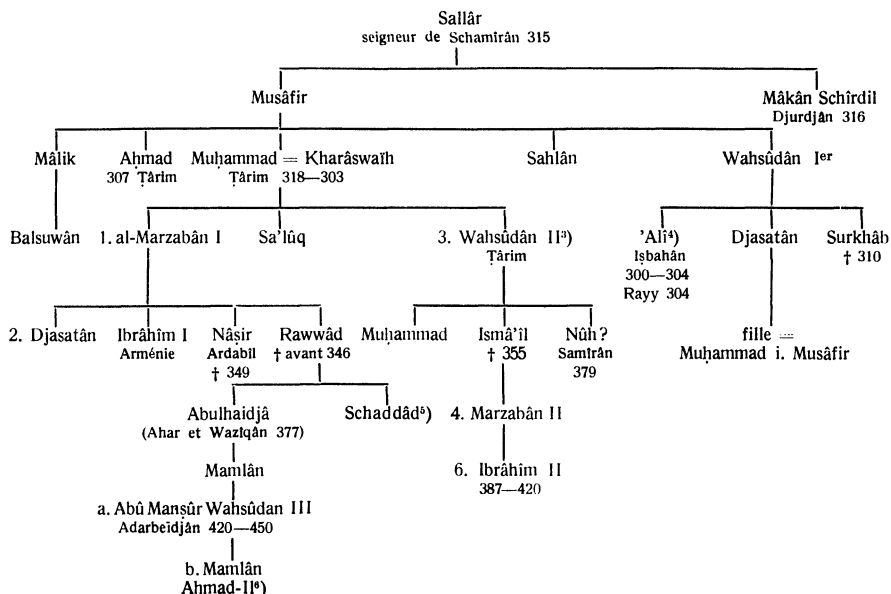 Sallâr
seigneur de Schamîrân 315
Musâfir
Mâkân Schîrdil
Djurdjân 316
Mâlik
Aḥmad
307 Ṭârim
Muḥammad = Kharâswaïh
Ṭârim 318—303
Sahlân
Wahsûdân Iᵉʳ
Balsuwân
1. al-Marzabân I
Sa'lûq
3. Wahsûdân II³)
Ṭârim
'Alî⁴)
Iṣbahân
300—304
Rayy 304
Djasatân
Surkhâb
† 310
2. Djasatân
Ibrâhîm I
Arménie
Nâṣir
Ardabîl
† 349
Rawwâd
† avant 346
Muḥammad
Ismâ'îl
† 355
Nûh?
Samîrân
379
fille =
Muḥammad i. Musâfir
Abulhaidjâ
(Ahar et Wazîqân 377)
Schaddâd⁵)
4. Marzabân II
Mamlân
6. Ibrâhîm II
387—420
a. Abû Manṣûr Wahsûdan III
Adarbeïdjân 420—450
b. Mamlân
Aḥmad-Il⁶)